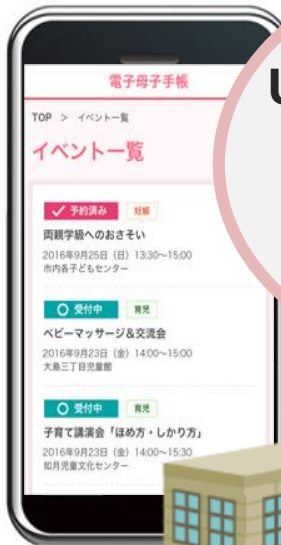 電子母子手帳
TOP > イベント一覧
イベント一覧
✓ 予約済み 妊娠
両親学級へのおさそい
2016年9月25日（日）13:30～15:00
市内各子どもセンター
○ 受付中 育児
ベビーマッサージ＆交流会
2016年9月23日（金）14:00～15:00
大島三丁目児童館
○ 受付中 育児
子育て講演会「ほめ方・しかり方」
2016年9月23日（金）14:00～15:30
如月児童文化センター